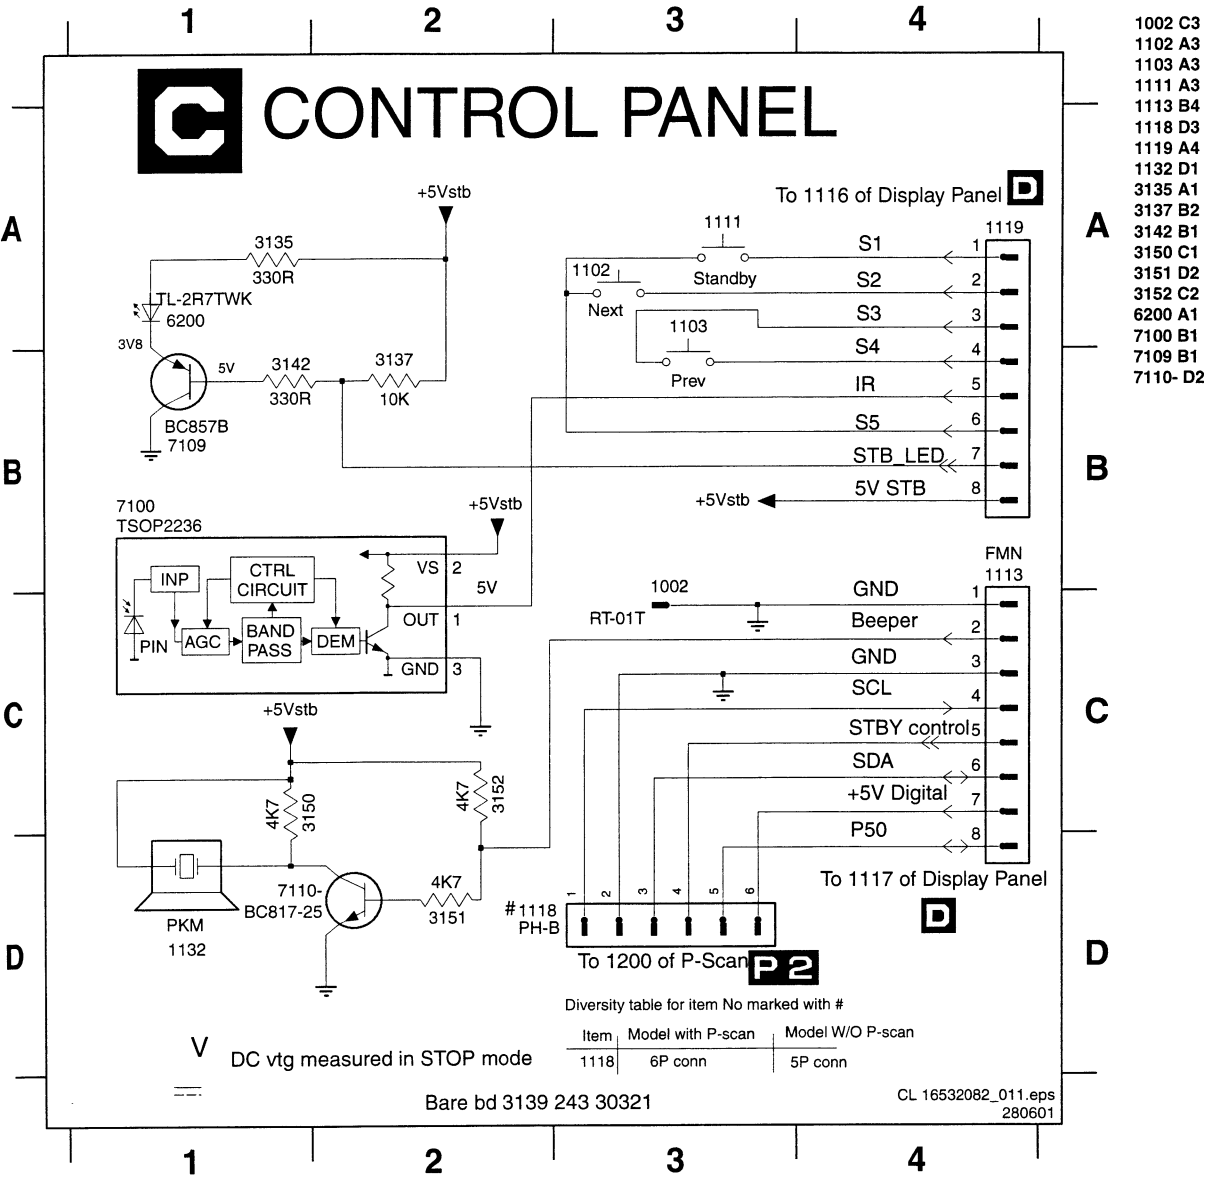 1 2 3 4
1002 C3
1102 A3
1103 A3
1111 A3
1113 B4
1118 D3
1119 A4
1132 D1
3135 A1
3137 B2
3142 B1
3150 C1
3151 D2
3152 C2
6200 A1
7100 B1
7109 B1
7110- D2
C CONTROL PANEL
To 1116 of Display Panel D
+5Vstb
A A
1111
1119
3135
S1 1
330R
Standby
1102
S2 2
LTL-2R7TWK
6200
Next
S3 3
1103
3V8
S4 4
3142
3137
5V
Prev
IR 5
330R
10K
BC857B
7109
S5 6
STB_LED 7
B B
+5Vstb
5V STB 8
7100
TSOP2236
+5Vstb
FMN
1113
VS 2
INP
CTRL
CIRCUIT
5V
1002
GND 1
RT-01T
OUT 1
Beeper 2
PIN
AGC
BAND
PASS
DEM
GND 3
GND 3
SCL 4
C C
+5Vstb
STBY control 5
SDA 6
4K7
3150
4K7
3152
+5V Digital 7
P50 8
To 1117 of Display Panel
D
7110-
BC817-25
4K7
3151
1 2 3 4 5 6
#1118
PH-B
PKM
1132
D D
To 1200 of P-Scan P 2
Diversity table for item No marked with #
Item Model with P-scan Model W/O P-scan
1118 6P conn 5P conn
V
DC vtg measured in STOP mode
Bare bd 3139 243 30321
CL 16532082_011.eps
280601
1 2 3 4